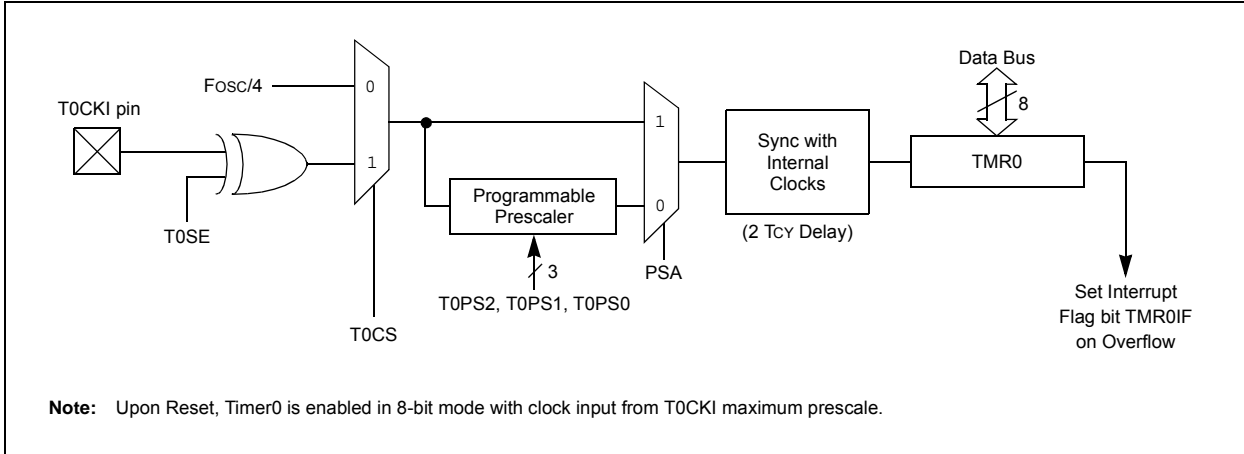 Data Bus
8
FOSC/4
0
T0CKI pin
1
1
Sync with
Internal
Clocks
TMR0
Programmable
Prescaler
0
T0SE
(2 TCY Delay)
3
PSA
T0PS2, T0PS1, T0PS0
T0CS
Set Interrupt
Flag bit TMR0IF
on Overflow
Note: Upon Reset, Timer0 is enabled in 8-bit mode with clock input from T0CKI maximum prescale.